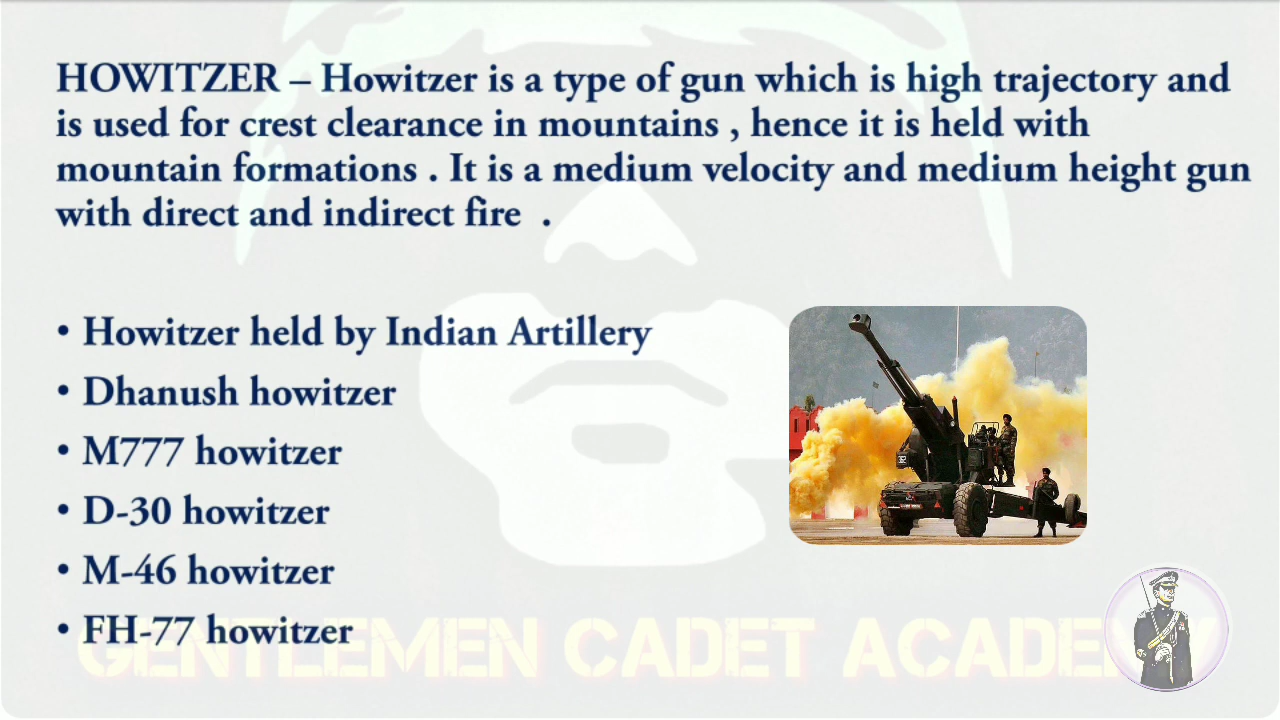 HOWITZER – Howitzer is a type of gun which is high trajectory and
is used for crest clearance in mountains , hence it is held with
mountain formations . It is a medium velocity and medium height gun
with direct and indirect fire .
• Howitzer held by Indian Artillery
• Dhanush howitzer
• M777 howitzer
• D-30 howitzer
• M-46 howitzer
• FH-77 howitzer
GENTLEMEN CADET ACADEMY